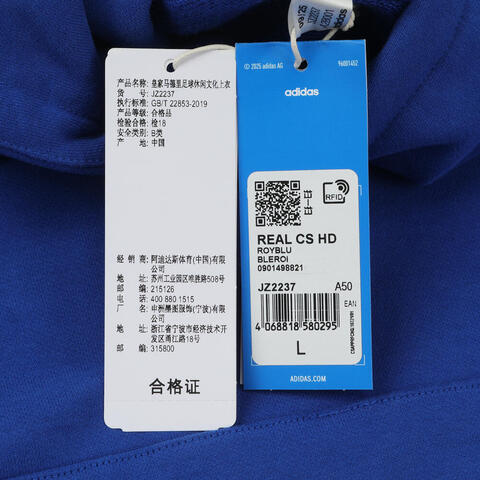 产品名称: 皇家马德里足球休闲文化上衣
货 号: JZ2237
执行标准: GB/T 22853-2019
产品等级: 合格品
检验合格: 检18
安全类别: B类
产 地: 中国
经 销 商: 阿迪达斯体育(中国)有限公司
地 址: 苏州工业园区唯胜路508号
邮 编: 215126
电 话: 400 880 1515
制 造 商: 申洲
服饰(宁波)有限公司
地 址: 浙江省宁波市经济技术开
发区甬江路18号
邮 编: 315800
合格证
JZ2237
adidas
© 2025 adidas AG
96001452
adidas
RFID
REAL CS HD
ROYBLU
BLEROI
0901498821
JZ2237 A50
EAN
4 068818 580295
L
ADIDAS.COM